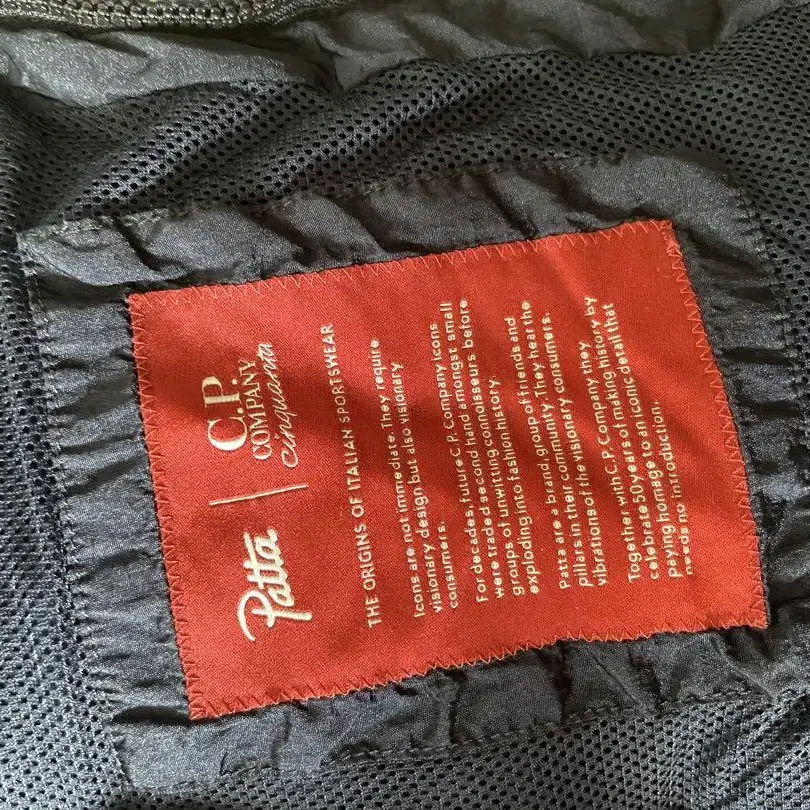 Patta | C.P. COMPANY cinquanta
THE ORIGINS OF ITALIAN SPORTSWEAR
Icons are not immediate. They require
visionary design but also visionary
consumers.
For decades, future C.P. Company icons
were traded second hand amongst small
groups of unwitting connoisseurs before
exploding into fashion history.
Patta are a brand, group of friends and
pillars in their community. They hear the
vibrations of the visionary consumers.
Together with C.P. Company they
celebrate 50 years of making history by
paying homage to an iconic detail that
needs no introduction.